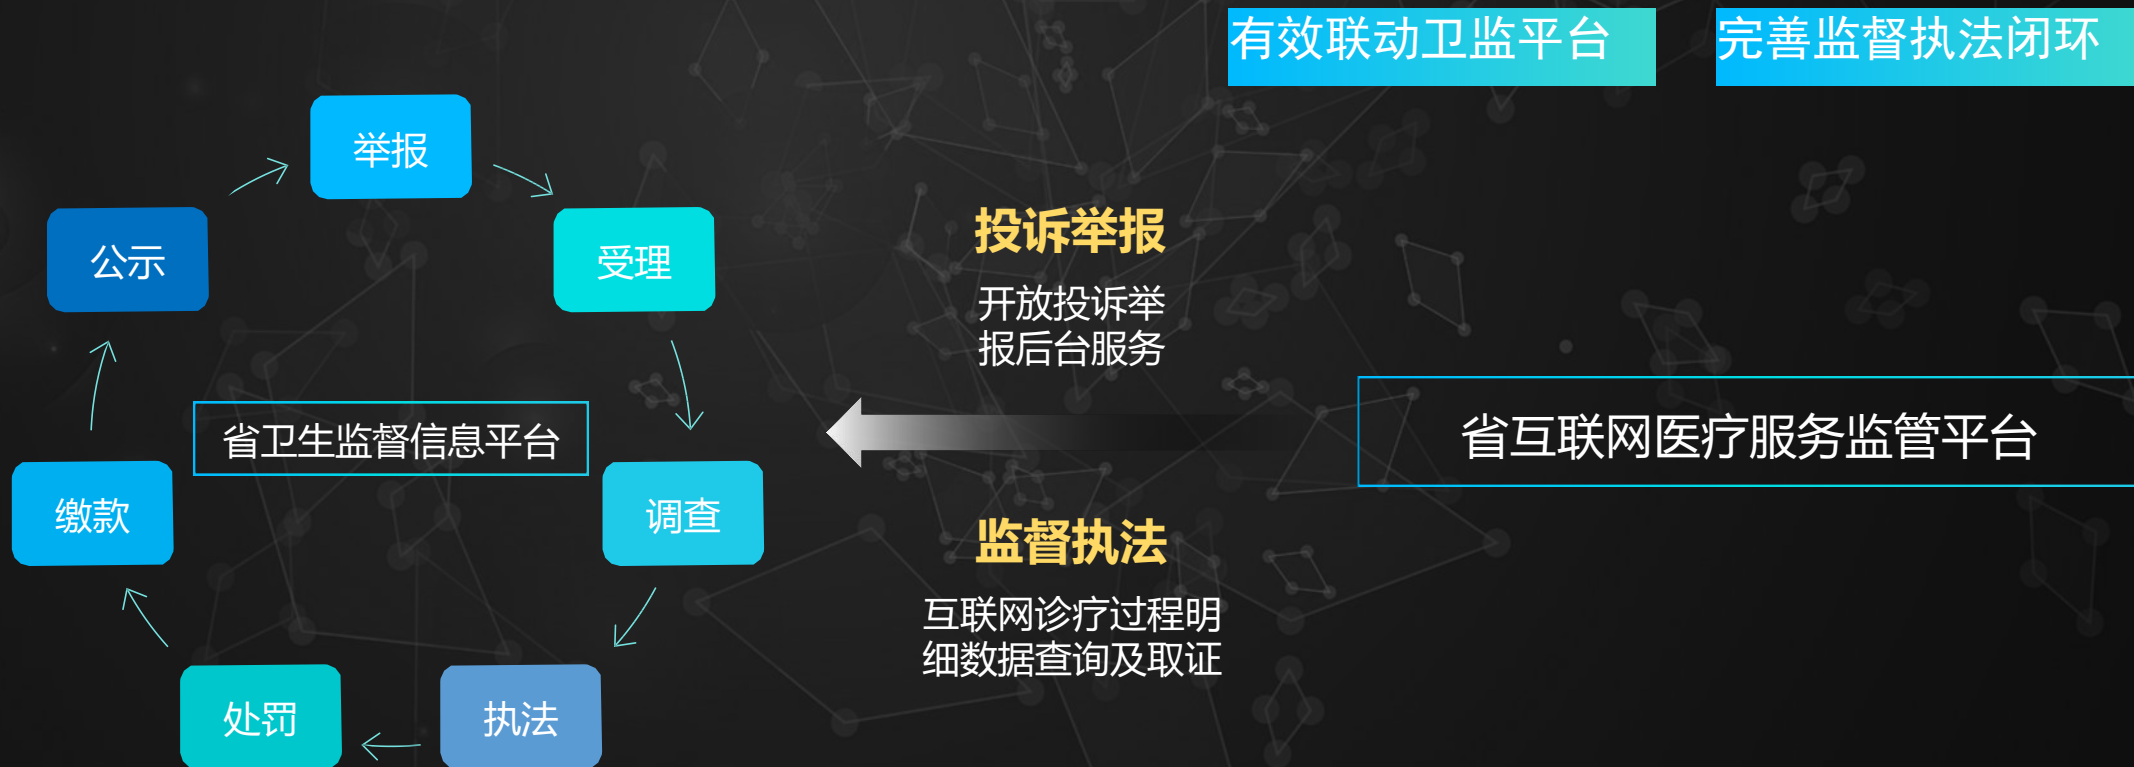 有效联动卫监平台
完善监督执法闭环
举报
公示
受理
投诉举报
开放投诉举
报后台服务
省卫生监督信息平台
省互联网医疗服务监管平台
缴款
调查
监督执法
互联网诊疗过程明
细数据查询及取证
处罚
执法